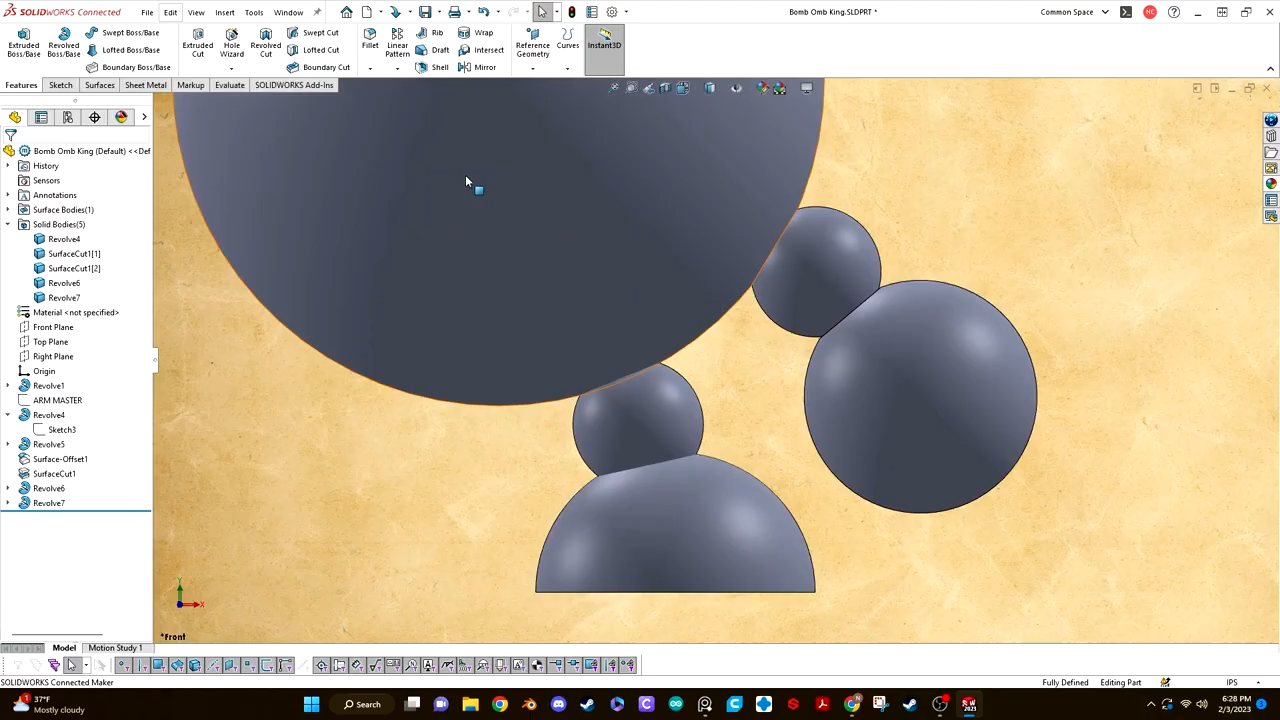 SOLIDWORKS Connected
File
Edit
View
Insert
Tools
Window
Bomb Omb King.SLDPRT *
Common Space
HC
Extruded Boss/Base
Revolved Boss/Base
Swept Boss/Base
Lofted Boss/Base
Boundary Boss/Base
Extruded Cut
Hole Wizard
Revolved Cut
Swept Cut
Lofted Cut
Boundary Cut
Fillet
Linear Pattern
Rib
Draft
Shell
Wrap
Intersect
Mirror
Reference Geometry
Curves
Instant3D
Features
Sketch
Surfaces
Sheet Metal
Markup
Evaluate
SOLIDWORKS Add-Ins
Bomb Omb King (Default) <<Def
History
Sensors
Annotations
Surface Bodies(1)
Solid Bodies(5)
Revolve4
SurfaceCut1[1]
SurfaceCut1[2]
Revolve6
Revolve7
Material <not specified>
Front Plane
Top Plane
Right Plane
Origin
Revolve1
ARM MASTER
Revolve4
Sketch3
Revolve5
Surface-Offset1
SurfaceCut1
Revolve6
Revolve7
Y
X
*Front
Model
Motion Study 1
SOLIDWORKS Connected Maker
Fully Defined
Editing Part
IPS
37°F
Mostly cloudy
Search
6:28 PM
2/3/2023